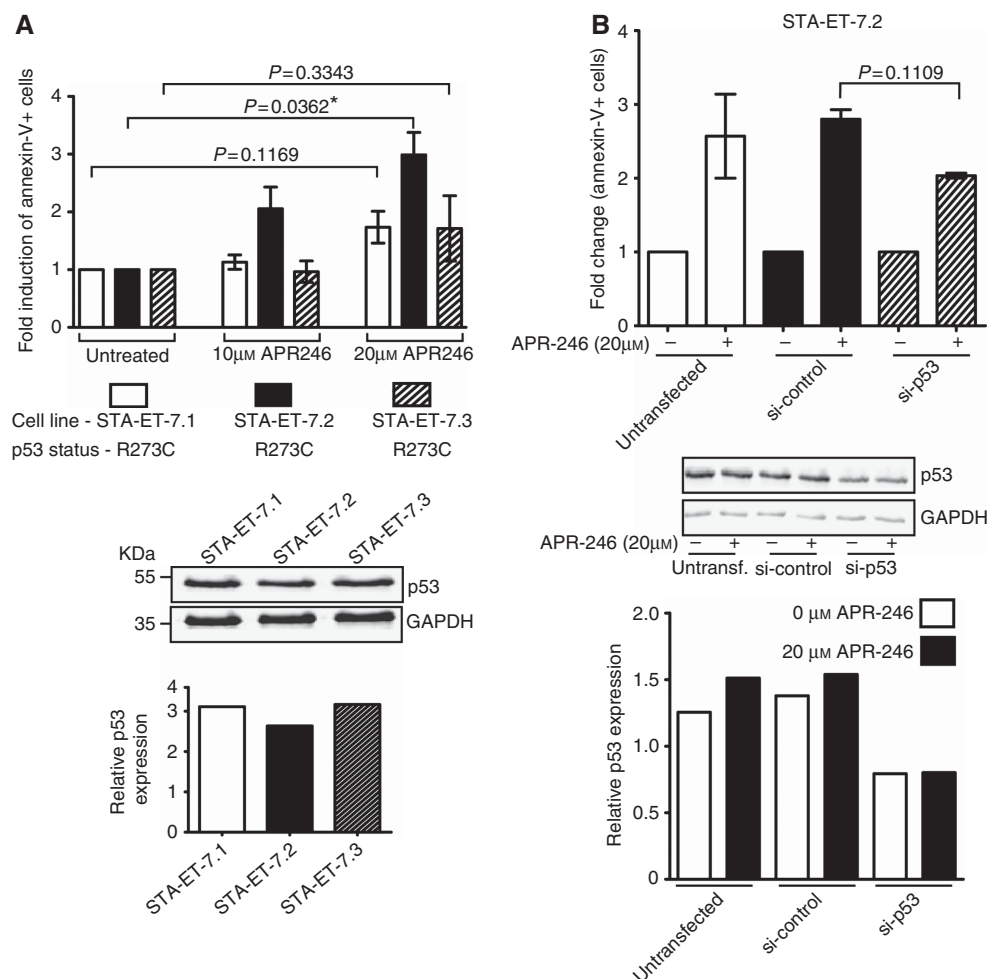 A
Fold induction of annexin-V+ cells
5
4
3
2
1
0
P=0.3343
P=0.0362*
P=0.1169
Untreated
10μM APR246
20μM APR246
Cell line - STA-ET-7.1 STA-ET-7.2 STA-ET-7.3
p53 status - R273C R273C R273C
STA-ET-7.1 STA-ET-7.2 STA-ET-7.3
KDa
55
35
p53
GAPDH
Relative p53 expression
4
3
2
1
0
STA-ET-7.1 STA-ET-7.2 STA-ET-7.3
B
STA-ET-7.2
Fold change (annexin-V+ cells)
4
3
2
1
0
P=0.1109
APR-246 (20μM) – + – + – +
Untransfected si-control si-p53
p53
GAPDH
APR-246 (20μM) – + – + – +
Untransf. si-control si-p53
Relative p53 expression
2.0
1.5
1.0
0.5
0
0 μM APR-246
20 μM APR-246
Untransfected si-control si-p53